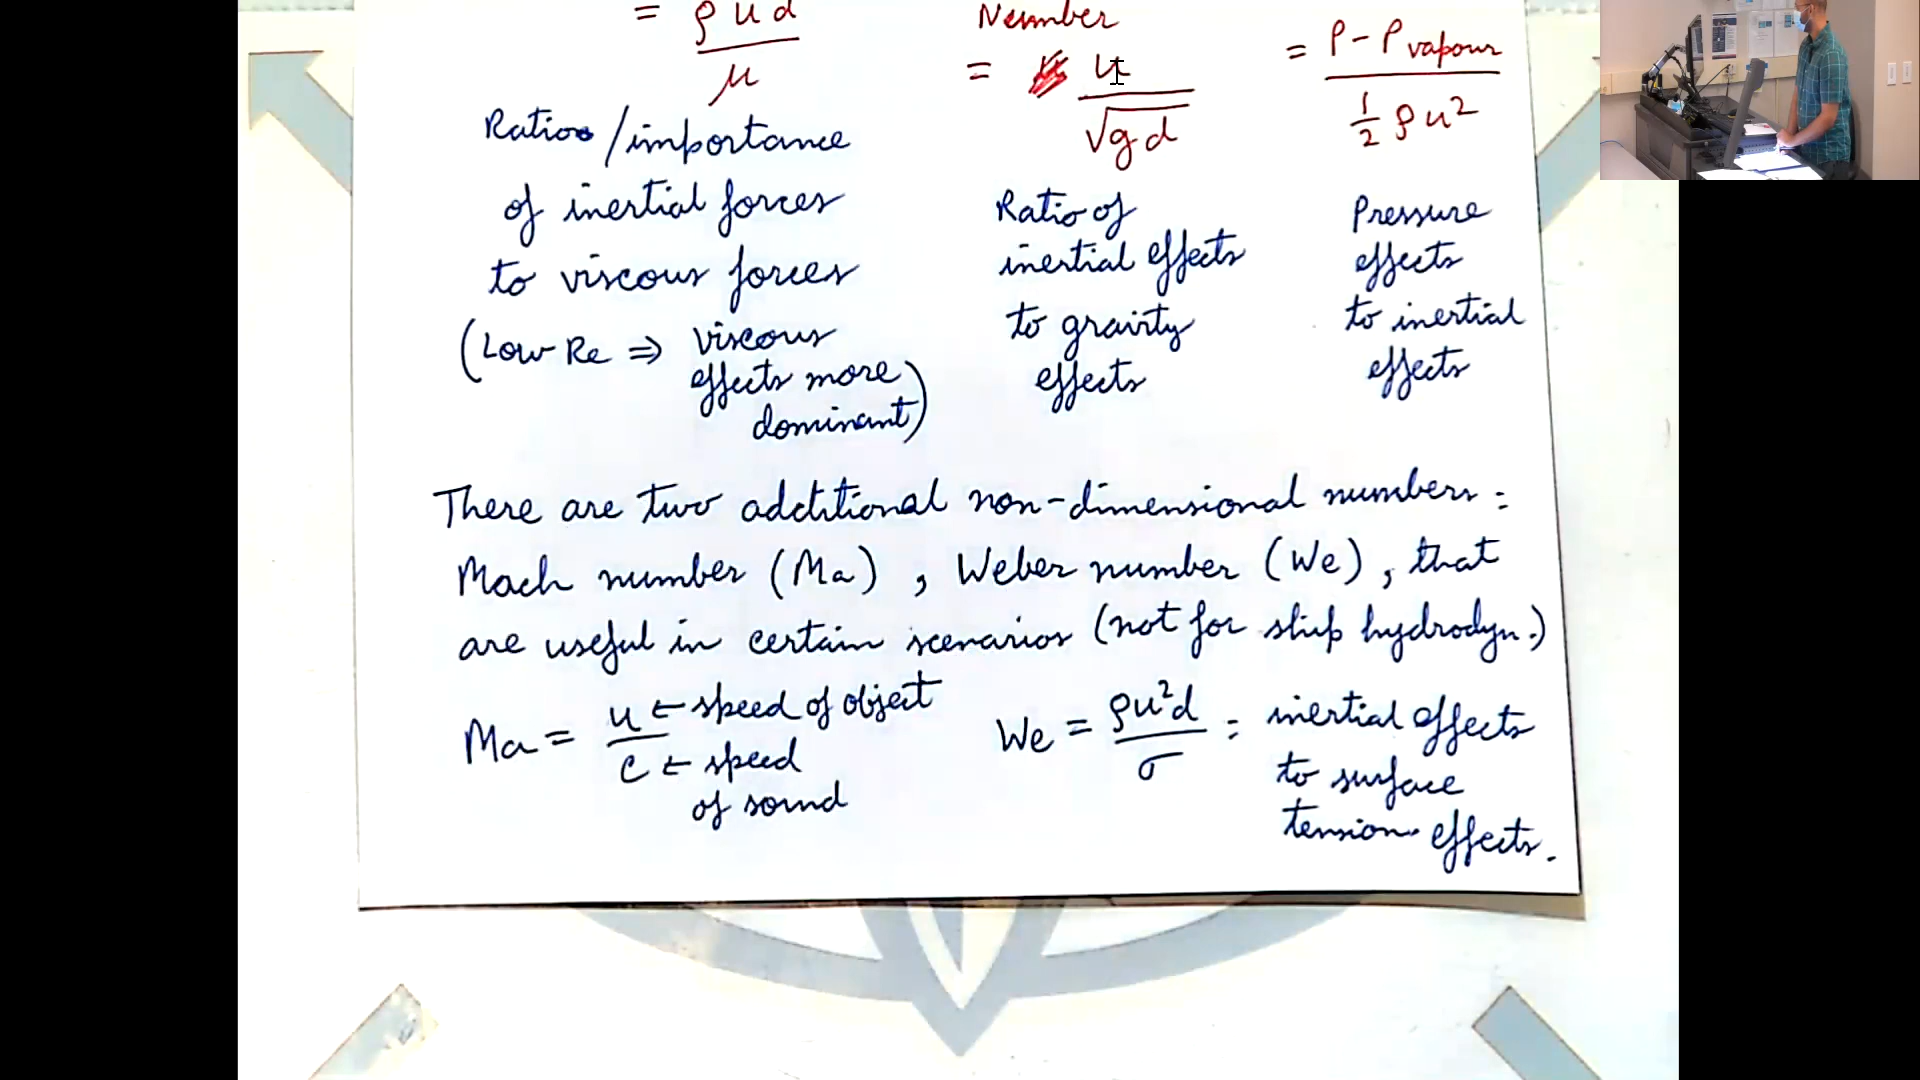 = ρ u d / μ
Number
= u / √gd
= P - P vapour / ½ ρ u²
Ratio /importance
of inertial forces
to viscous forces
(Low Re ⇒ viscous
effects more
dominant)
Ratio of
inertial effects
to gravity
effects
Pressure
effects
to inertial
effects
There are two additional non-dimensional numbers:
Mach number (Ma), Weber number (We), that
are useful in certain scenarios (not for ship hydrodyn.)
Ma = u ← speed of object
c ← speed
of sound
We = ρu²d / σ = inertial effects
to surface
tension effects.